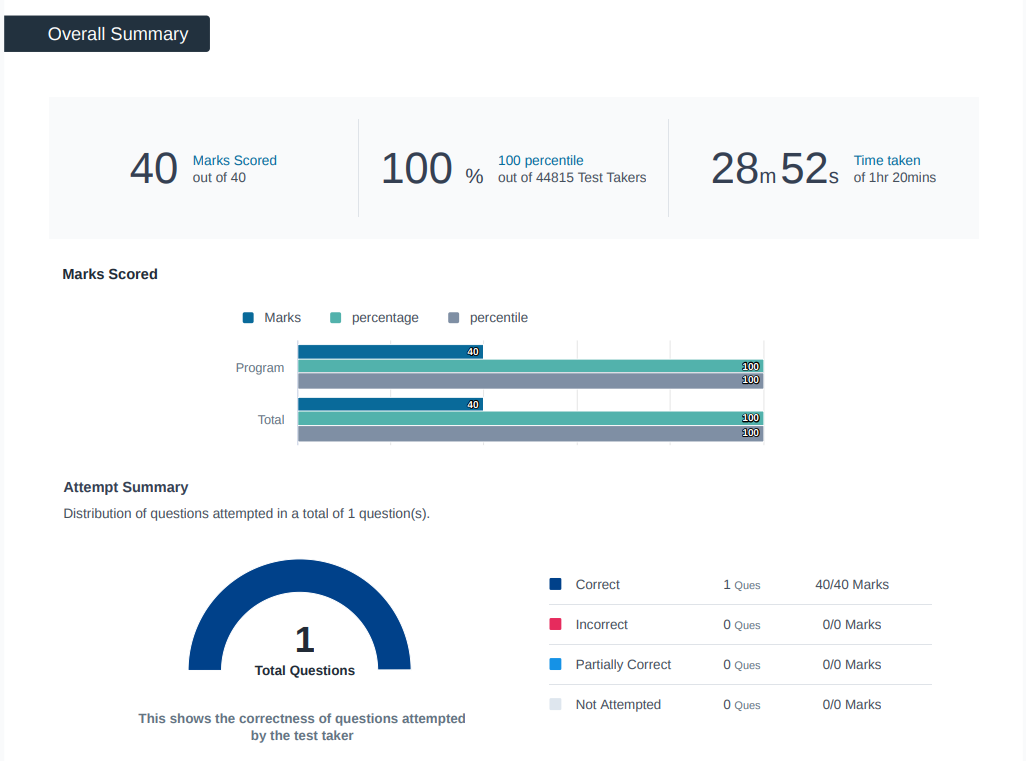 Overall Summary
40 Marks Scored out of 40
100 % 100 percentile out of 44815 Test Takers
28m 52s Time taken of 1hr 20mins
Marks Scored
Marks percentage percentile
Program 40 100 100
Total 40 100 100
Attempt Summary
Distribution of questions attempted in a total of 1 question(s).
1
Total Questions
This shows the correctness of questions attempted
by the test taker
Correct 1 Ques 40/40 Marks
Incorrect 0 Ques 0/0 Marks
Partially Correct 0 Ques 0/0 Marks
Not Attempted 0 Ques 0/0 Marks